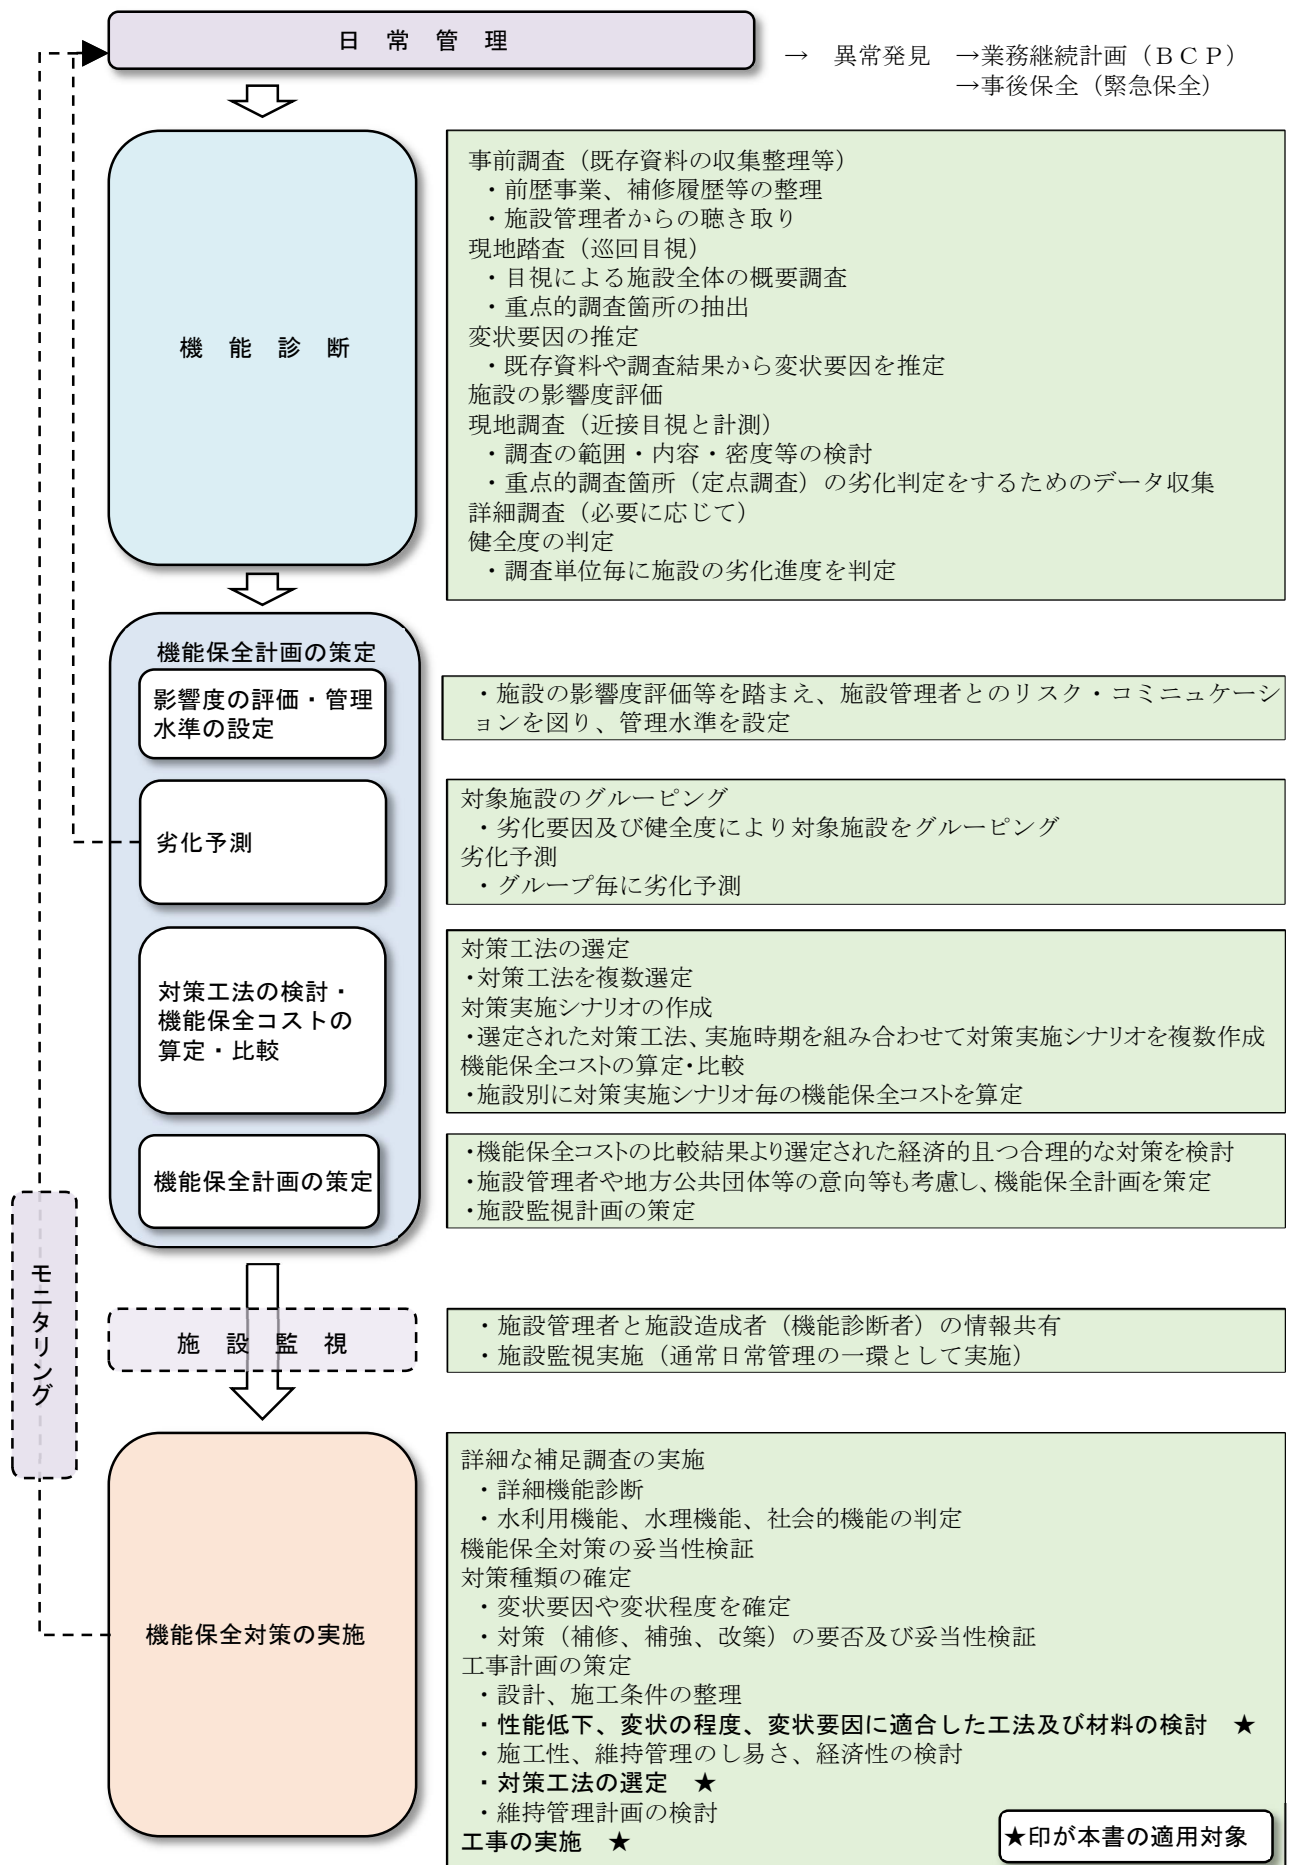 日 常 管 理
→ 異常発見 →業務継続計画（ＢＣＰ）
→事後保全（緊急保全）
機 能 診 断
事前調査（既存資料の収集整理等）
・前歴事業、補修履歴等の整理
・施設管理者からの聴き取り
現地踏査（巡回目視）
・目視による施設全体の概要調査
・重点的調査箇所の抽出
変状要因の推定
・既存資料や調査結果から変状要因を推定
施設の影響度評価
現地調査（近接目視と計測）
・調査の範囲・内容・密度等の検討
・重点的調査箇所（定点調査）の劣化判定をするためのデータ収集
詳細調査（必要に応じて）
健全度の判定
・調査単位毎に施設の劣化進度を判定
機能保全計画の策定
影響度の評価・管理
水準の設定
・施設の影響度評価等を踏まえ、施設管理者とのリスク・コミニュケーシ
ョンを図り、管理水準を設定
劣化予測
対象施設のグルーピング
・劣化要因及び健全度により対象施設をグルーピング
劣化予測
・グループ毎に劣化予測
対策工法の検討・
機能保全コストの
算定・比較
対策工法の選定
・対策工法を複数選定
対策実施シナリオの作成
・選定された対策工法、実施時期を組み合わせて対策実施シナリオを複数作成
機能保全コストの算定・比較
・施設別に対策実施シナリオ毎の機能保全コストを算定
機能保全計画の策定
・機能保全コストの比較結果より選定された経済的且つ合理的な対策を検討
・施設管理者や地方公共団体等の意向等も考慮し、機能保全計画を策定
・施設監視計画の策定
モニタリング
施 設 監 視
・施設管理者と施設造成者（機能診断者）の情報共有
・施設監視実施（通常日常管理の一環として実施）
機能保全対策の実施
詳細な補足調査の実施
・詳細機能診断
・水利用機能、水理機能、社会的機能の判定
機能保全対策の妥当性検証
対策種類の確定
・変状要因や変状程度を確定
・対策（補修、補強、改築）の要否及び妥当性検証
工事計画の策定
・設計、施工条件の整理
・性能低下、変状の程度、変状要因に適合した工法及び材料の検討 ★
・施工性、維持管理のし易さ、経済性の検討
・対策工法の選定 ★
・維持管理計画の検討
工事の実施 ★
★印が本書の適用対象